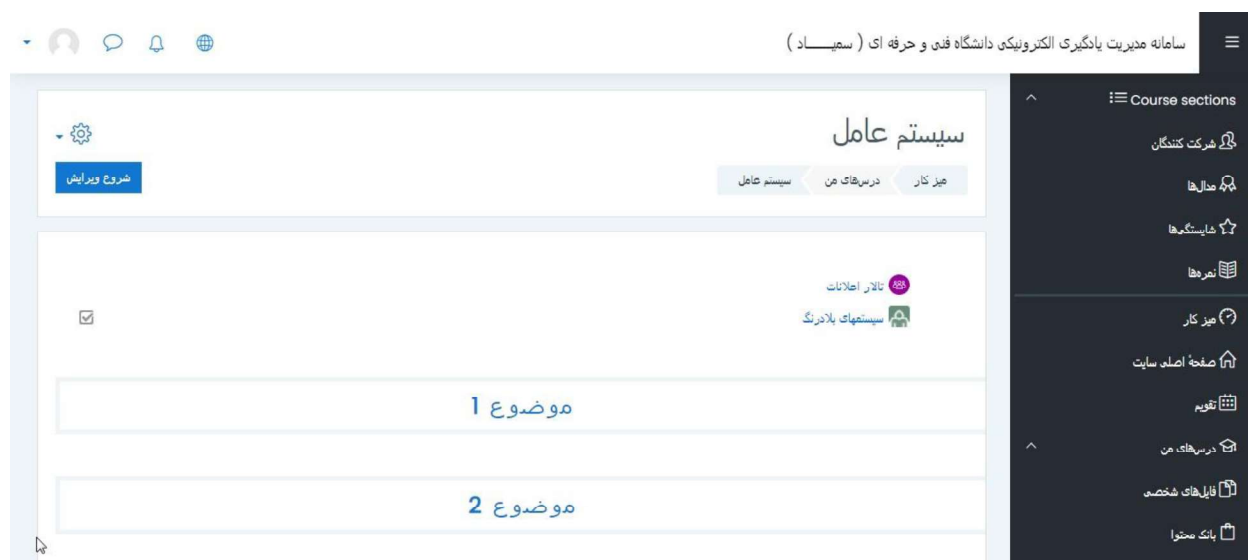 سامانه مدیریت یادگیری الکترونیکی دانشگاه فنی و حرفه ای ( سمیــــــاد )
Course sections
شرکت کنندگان
مدال‌ها
شایستگی‌ها
نمره‌ها
میز کار
صفحهٔ اصلی سایت
تقویم
درس‌های من
فایل‌های شخصی
بانک محتوا
سیستم عامل
میز کار درس‌های من سیستم عامل
شروع ویرایش
تالار اعلانات
سیستمهای بلادرنگ
موضوع 1
موضوع 2